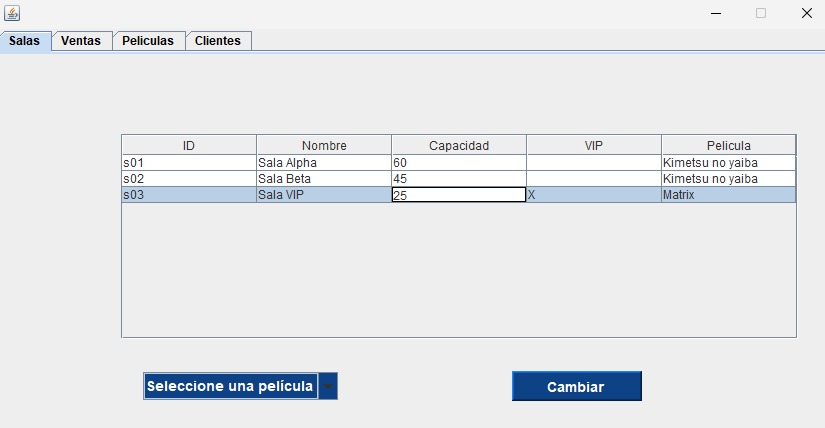 Salas Ventas Peliculas Clientes
ID Nombre Capacidad VIP Pelicula
s01 Sala Alpha 60 Kimetsu no yaiba
s02 Sala Beta 45 Kimetsu no yaiba
s03 Sala VIP 25 X Matrix
Seleccione una película Cambiar